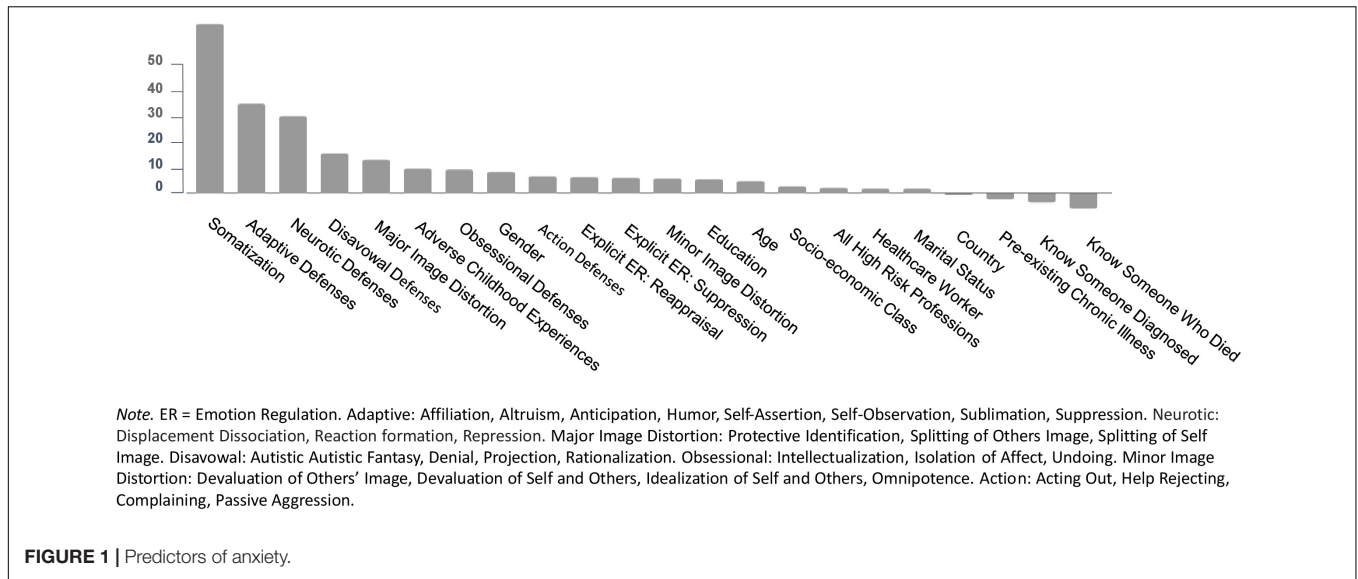 50
40
30
20
10
0
Somatization
Adaptive Defenses
Neurotic Defenses
Disavowal Defenses
Major Image Distortion
Adverse Childhood Experiences
Obsessional Defenses
Gender
Action Defenses
Explicit ER: Reappraisal
Explicit ER: Suppression
Minor Image Distortion
Education
Age
Socio-economic Class
All High Risk Professions
Healthcare Worker
Marital Status
Country
Pre-existing Chronic Illness
Know Someone Diagnosed
Know Someone Who Died
Note. ER = Emotion Regulation. Adaptive: Affiliation, Altruism, Anticipation, Humor, Self-Assertion, Self-Observation, Sublimation, Suppression. Neurotic:
Displacement Dissociation, Reaction formation, Repression. Major Image Distortion: Protective Identification, Splitting of Others Image, Splitting of Self
Image. Disavowal: Autistic Autistic Fantasy, Denial, Projection, Rationalization. Obsessional: Intellectualization, Isolation of Affect, Undoing. Minor Image
Distortion: Devaluation of Others’ Image, Devaluation of Self and Others, Idealization of Self and Others, Omnipotence. Action: Acting Out, Help Rejecting,
Complaining, Passive Aggression.
FIGURE 1 | Predictors of anxiety.